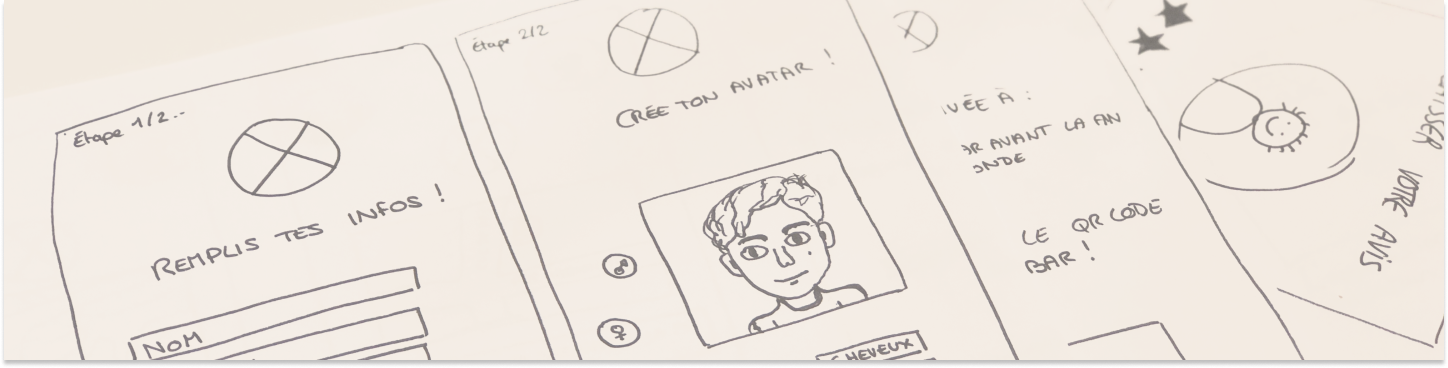 Étape 1/2..
REMPLIS TES INFOS !
NOM
Étape 2/2
CRÉE TON AVATAR !
CHEVEUX
AVANT LA FIN
LE QR CODE
BAR !
VOTRE AVIS